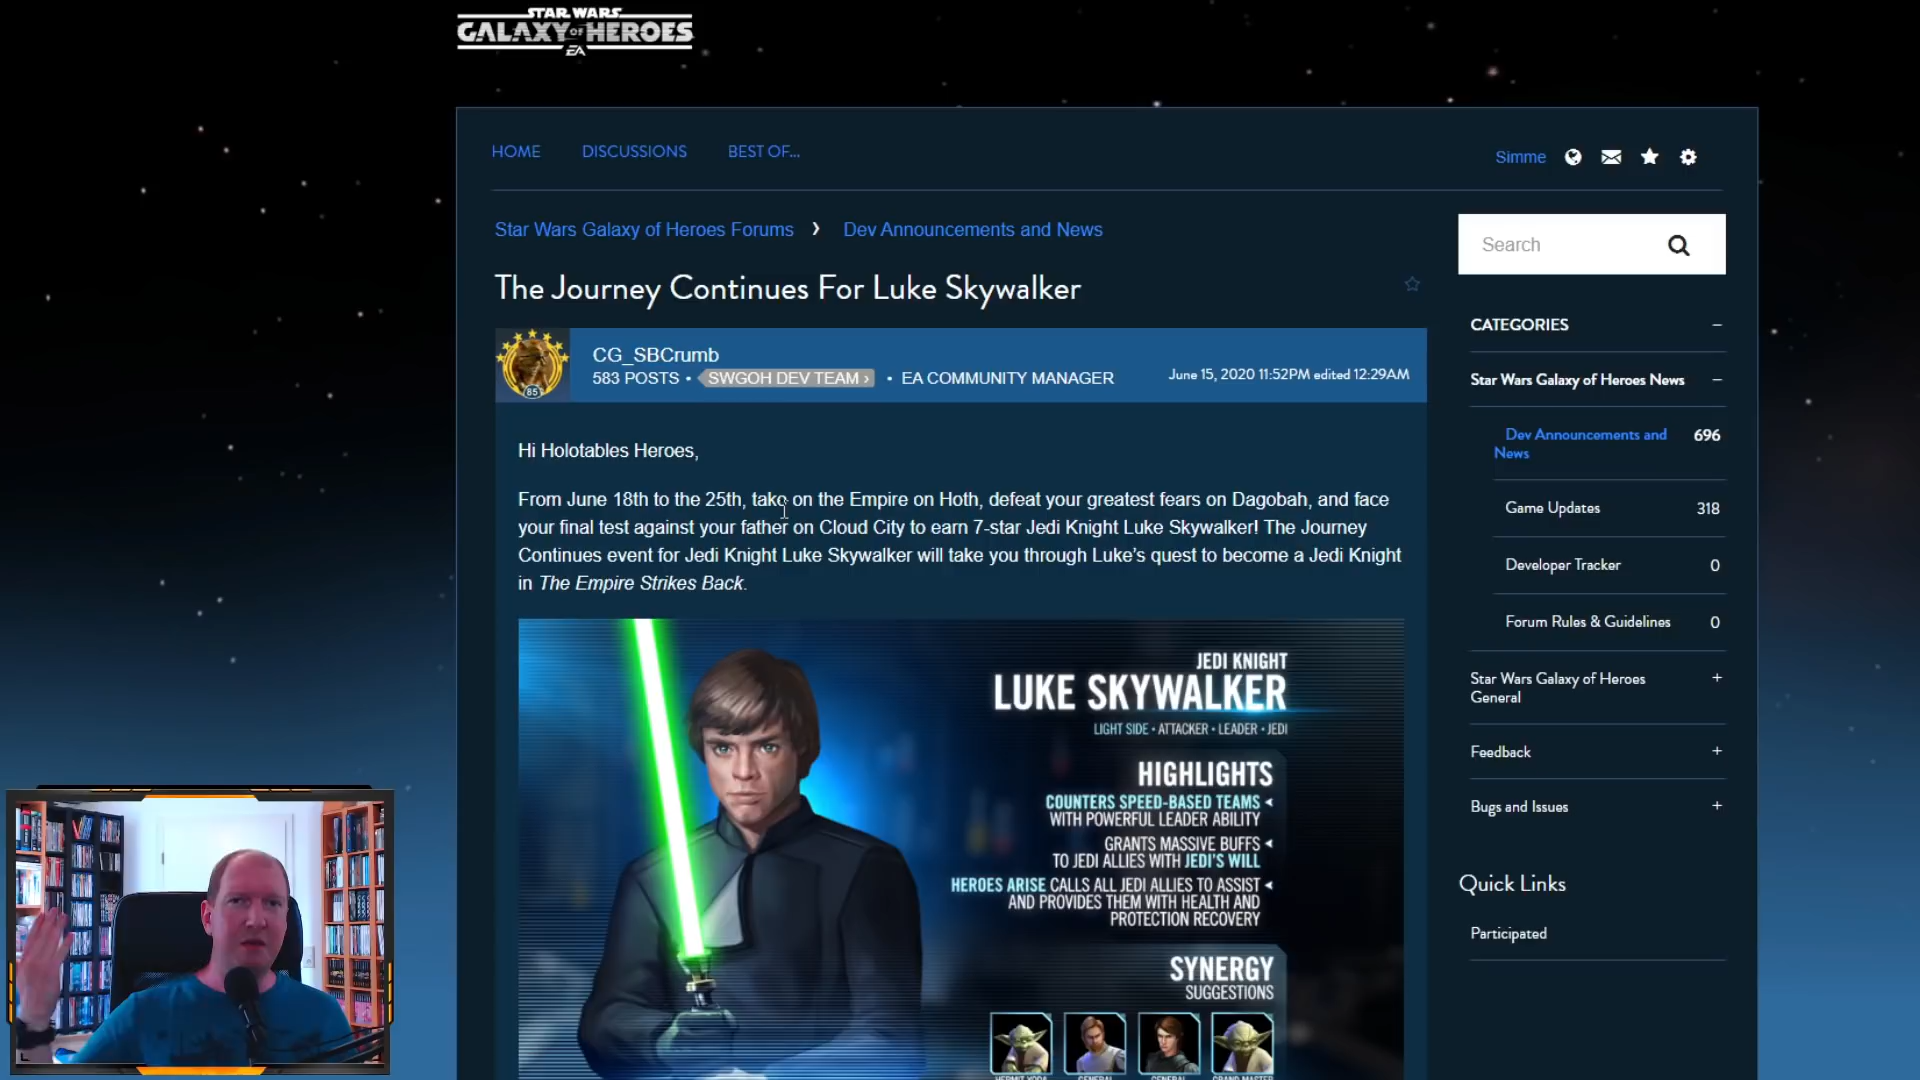 STAR WARS
GALAXY OF HEROES
EA
HOME DISCUSSIONS BEST OF...
Simme
Star Wars Galaxy of Heroes Forums › Dev Announcements and News
The Journey Continues For Luke Skywalker
85
CG_SBCrumb
583 POSTS • SWGOH DEV TEAM › • EA COMMUNITY MANAGER
June 15, 2020 11:52PM edited 12:29AM
Hi Holotables Heroes,
From June 18th to the 25th, take on the Empire on Hoth, defeat your greatest fears on Dagobah, and face
your final test against your father on Cloud City to earn 7-star Jedi Knight Luke Skywalker! The Journey
Continues event for Jedi Knight Luke Skywalker will take you through Luke's quest to become a Jedi Knight
in The Empire Strikes Back.
JEDI KNIGHT
LUKE SKYWALKER
LIGHT SIDE • ATTACKER • LEADER • JEDI
HIGHLIGHTS
COUNTERS SPEED-BASED TEAMS
WITH POWERFUL LEADER ABILITY
GRANTS MASSIVE BUFFS
TO JEDI ALLIES WITH JEDI'S WILL
HEROES ARISE CALLS ALL JEDI ALLIES TO ASSIST
AND PROVIDES THEM WITH HEALTH AND
PROTECTION RECOVERY
SYNERGY
SUGGESTIONS
HERMIT YODA GENERAL GENERAL GRAND MASTER
Search
CATEGORIES –
Star Wars Galaxy of Heroes News –
Dev Announcements and 696
News
Game Updates 318
Developer Tracker 0
Forum Rules & Guidelines 0
Star Wars Galaxy of Heroes +
General
Feedback +
Bugs and Issues +
Quick Links
Participated